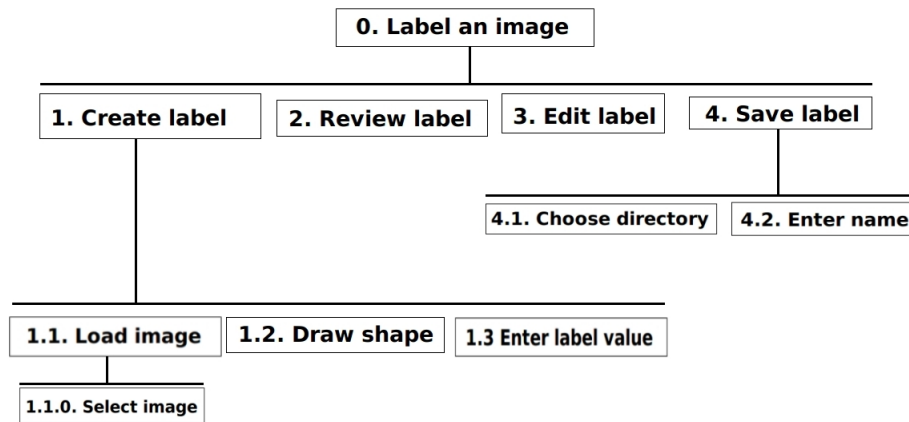 0. Label an image
1. Create label
2. Review label
3. Edit label
4. Save label
4.1. Choose directory
4.2. Enter name
1.1. Load image
1.2. Draw shape
1.3 Enter label value
1.1.0. Select image